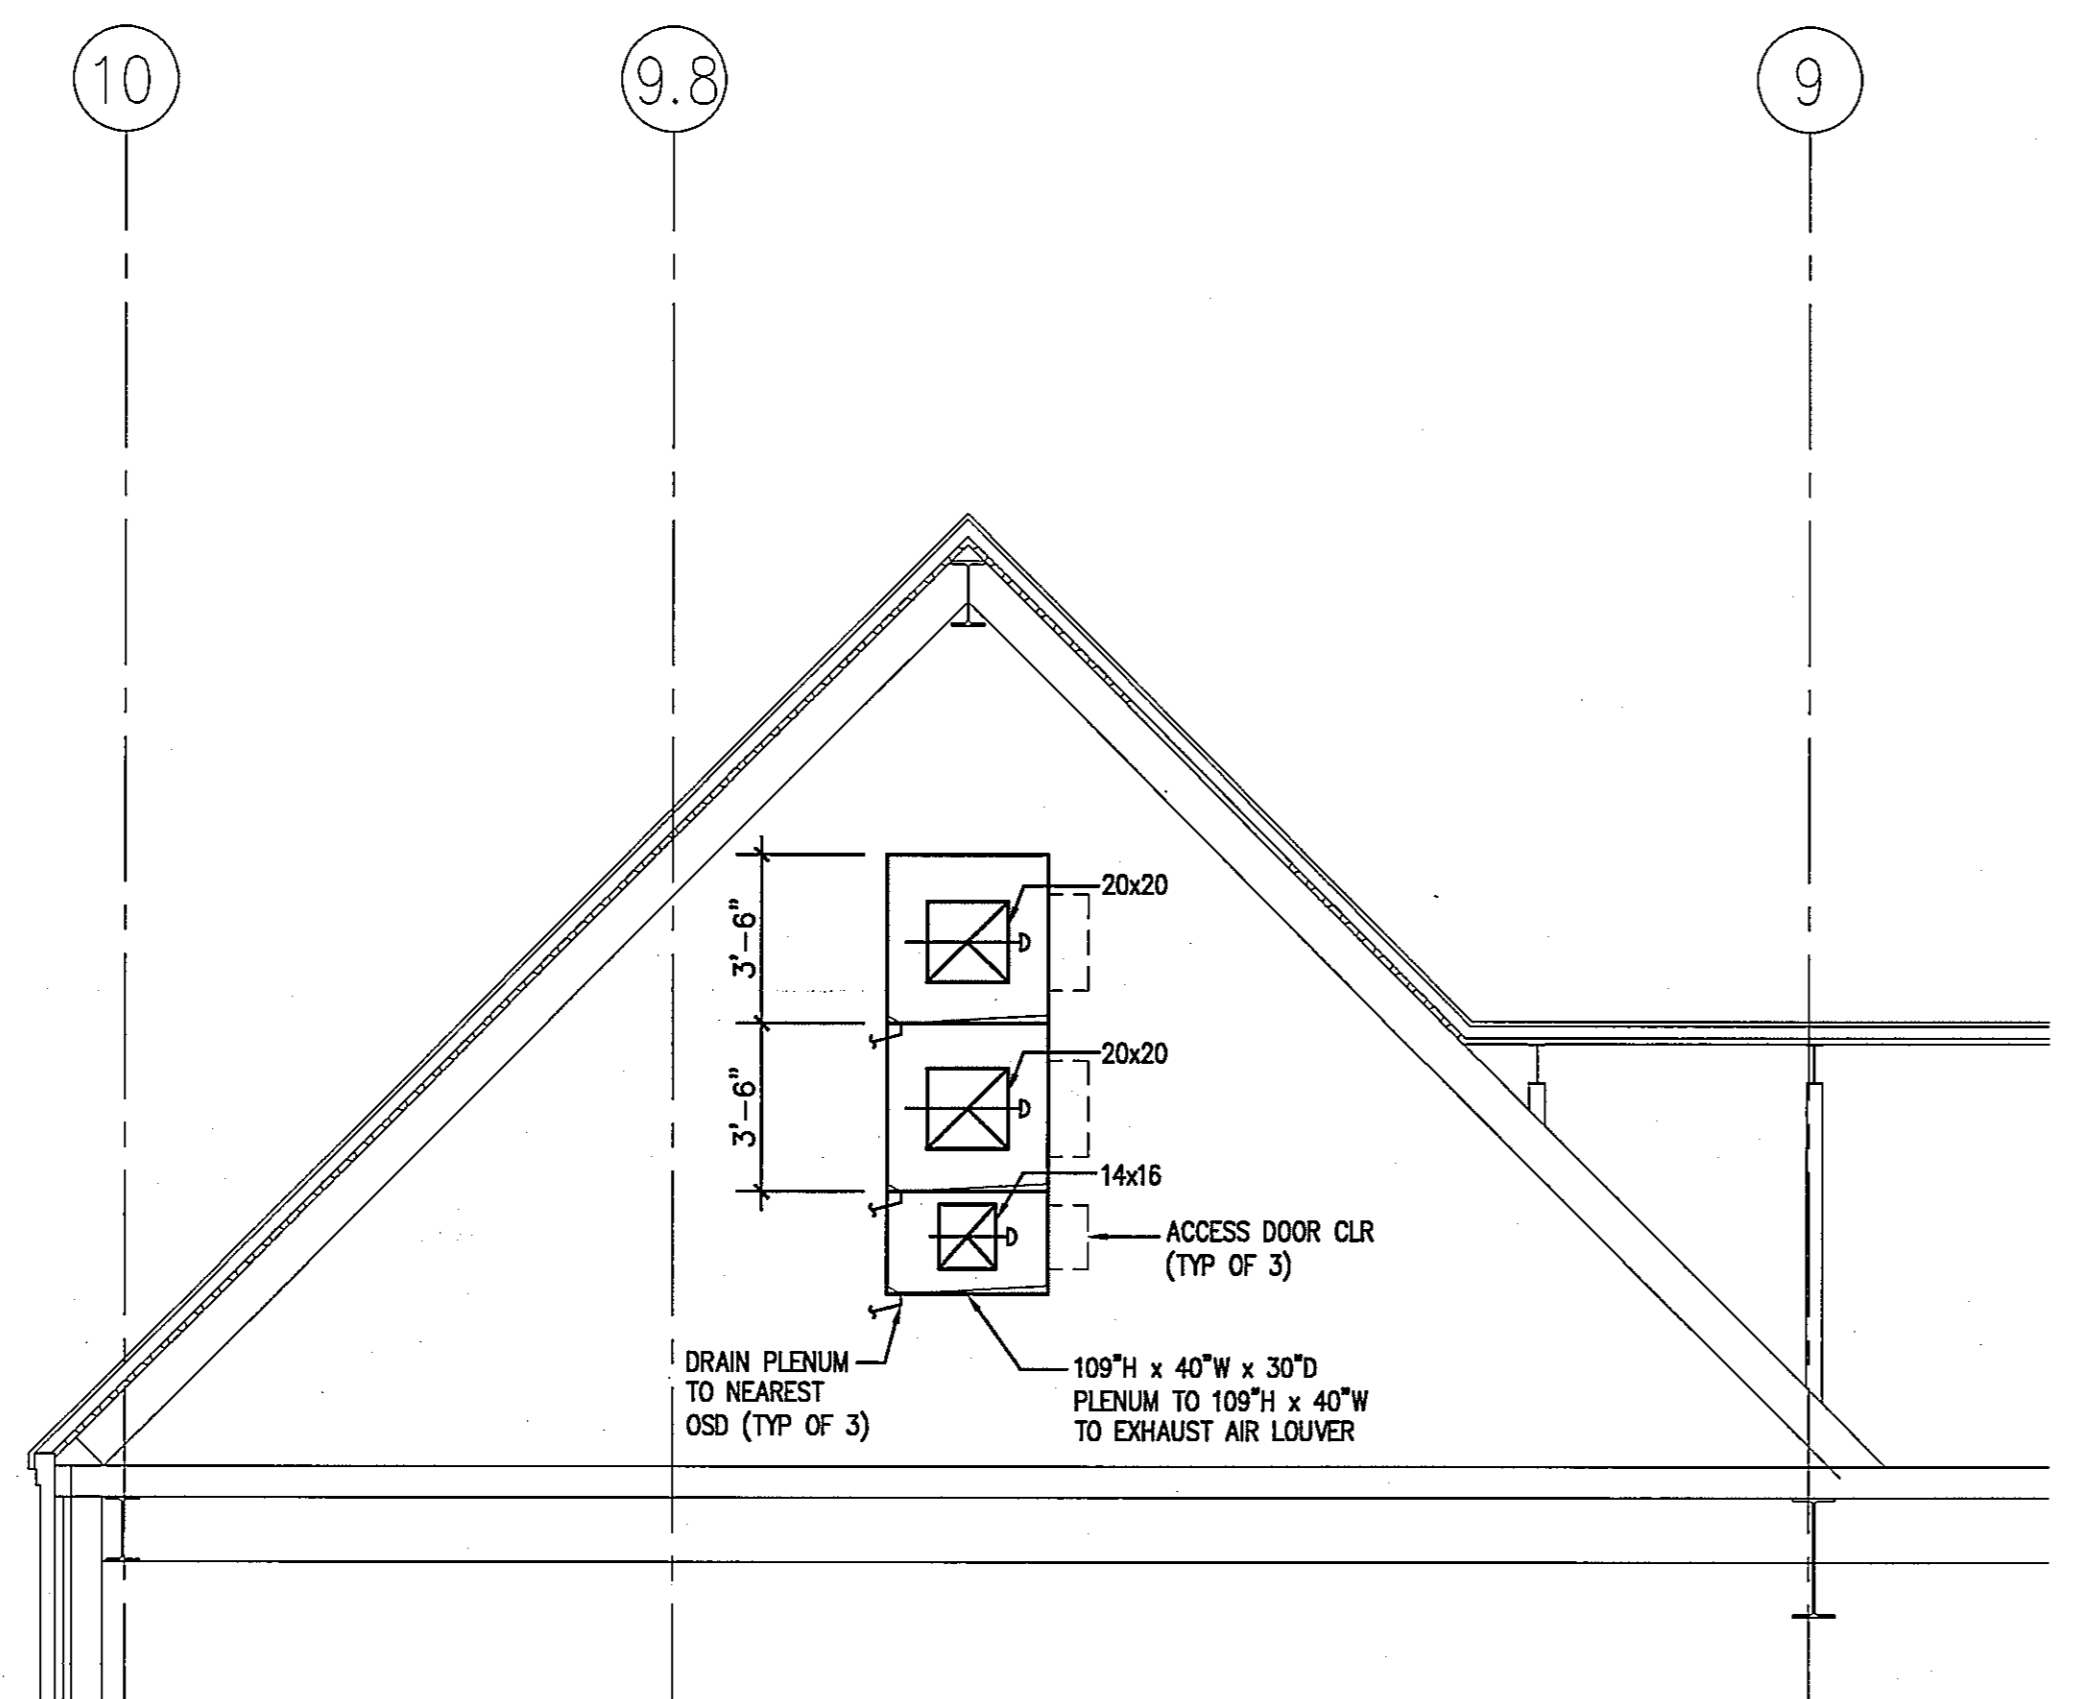 10
9.8
9
20x20
3'-6"
20x20
3'-6"
14x16
ACCESS DOOR CLR
(TYP OF 3)
DRAIN PLENUM
TO NEAREST
OSD (TYP OF 3)
109"H x 40"W x 30"D
PLENUM TO 109"H x 40"W
TO EXHAUST AIR LOUVER